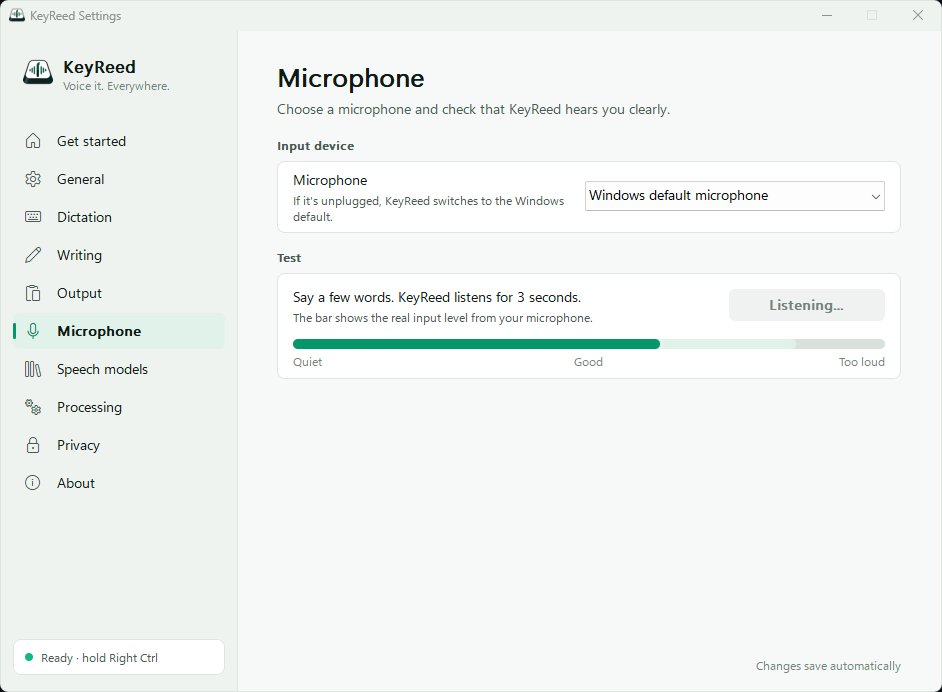 KeyReed Settings
KeyReed
Voice it. Everywhere.
Get started
General
Dictation
Writing
Output
Microphone
Speech models
Processing
Privacy
About
Ready · hold Right Ctrl
Microphone
Choose a microphone and check that KeyReed hears you clearly.
Input device
Microphone
If it's unplugged, KeyReed switches to the Windows
default.
Windows default microphone
Test
Say a few words. KeyReed listens for 3 seconds.
The bar shows the real input level from your microphone.
Listening...
Quiet
Good
Too loud
Changes save automatically